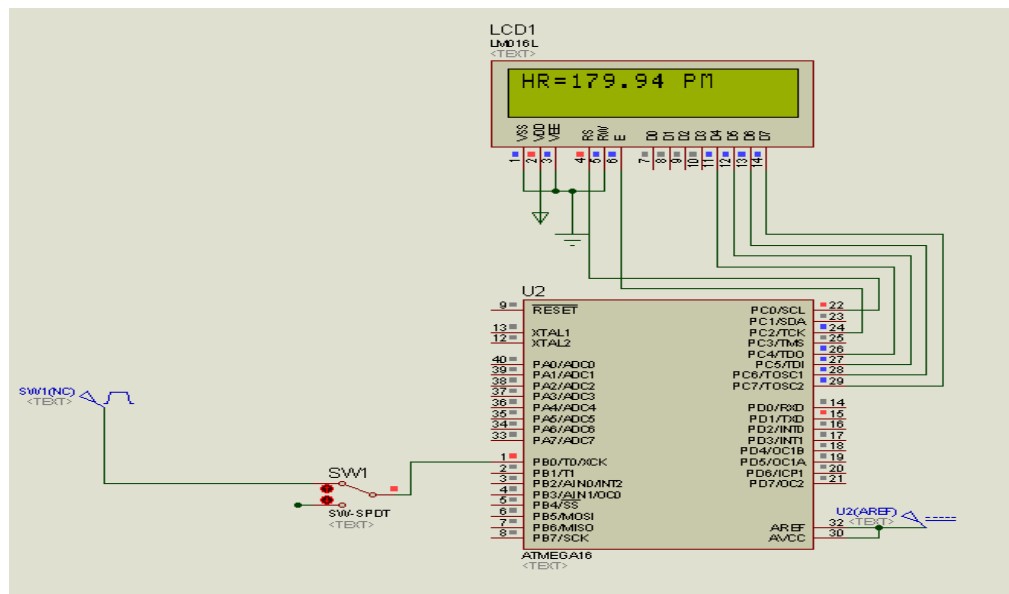 LCD1
LM016L
<TEXT>
HR=179.94 PM
VSS VDD VEE RS RW E D0 D1 D2 D3 D4 D5 D6 D7
1 2 3 4 5 6 7 8 9 10 11 12 13 14
U2
9 RESET
13 XTAL1
12 XTAL2
40 PA0/ADC0
39 PA1/ADC1
38 PA2/ADC2
37 PA3/ADC3
36 PA4/ADC4
35 PA5/ADC5
34 PA6/ADC6
33 PA7/ADC7
1 PB0/T0/XCK
2 PB1/T1
3 PB2/AIN0/INT2
4 PB3/AIN1/OC0
5 PB4/SS
6 PB5/MOSI
7 PB6/MISO
8 PB7/SCK
PC0/SCL 22
PC1/SDA 23
PC2/TCK 24
PC3/TMS 25
PC4/TDO 26
PC5/TDI 27
PC6/TOSC1 28
PC7/TOSC2 29
PD0/RXD 14
PD1/TXD 15
PD2/INT0 16
PD3/INT1 17
PD4/OC1B 18
PD5/OC1A 19
PD6/ICP1 20
PD7/OC2 21
AREF 32
AVCC 30
ATMEGA16
<TEXT>
SW1(NC)
<TEXT>
SW1
SW-SPDT
<TEXT>
U2(AREF)
<TEXT>